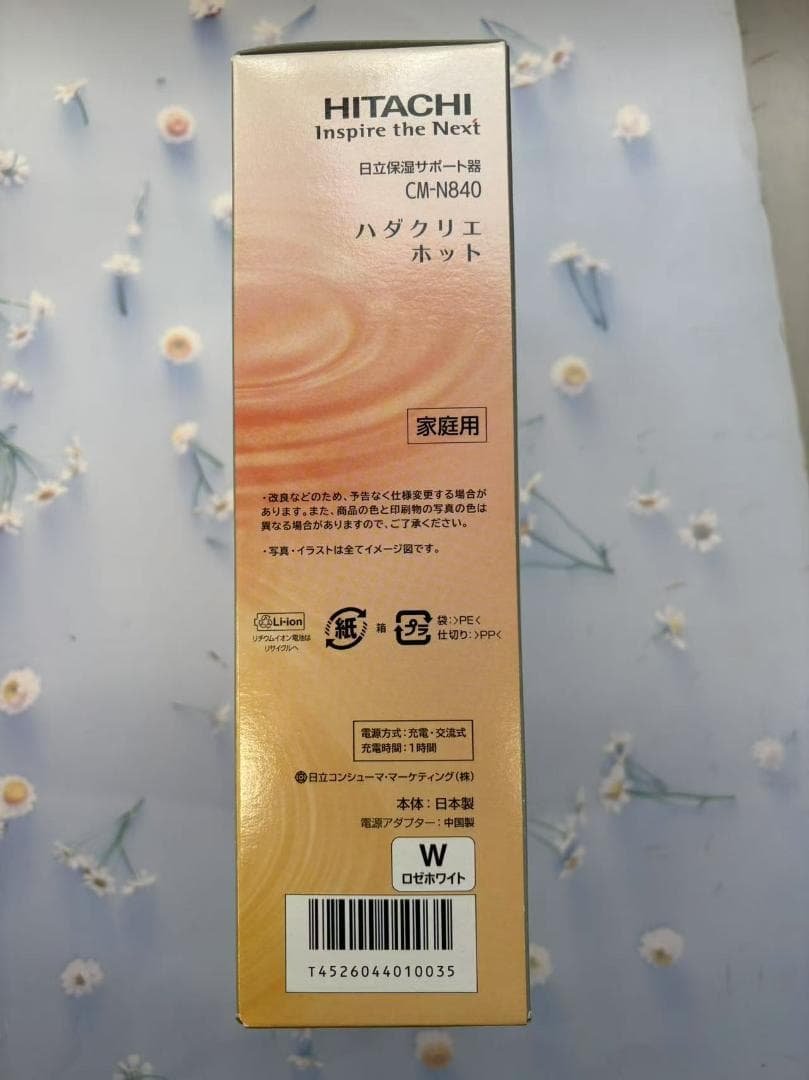 HITACHI
Inspire the Next
日立保湿サポート器
CM-N840
ハダクリエ
ホット
家庭用
・改良などのため、予告なく仕様変更する場合が
あります。また、商品の色と印刷物の写真の色は
異なる場合がありますので、ご了承ください。
・写真・イラストは全てイメージ図です。
Li-ion
リチウムイオン電池は
リサイクルへ
紙
箱
プラ
袋:>PE<
仕切り:>PP<
電源方式:充電・交流式
充電時間:1時間
日立コンシューマ・マーケティング(株)
本体:日本製
電源アダプター:中国製
W
ロゼホワイト
T4526044010035